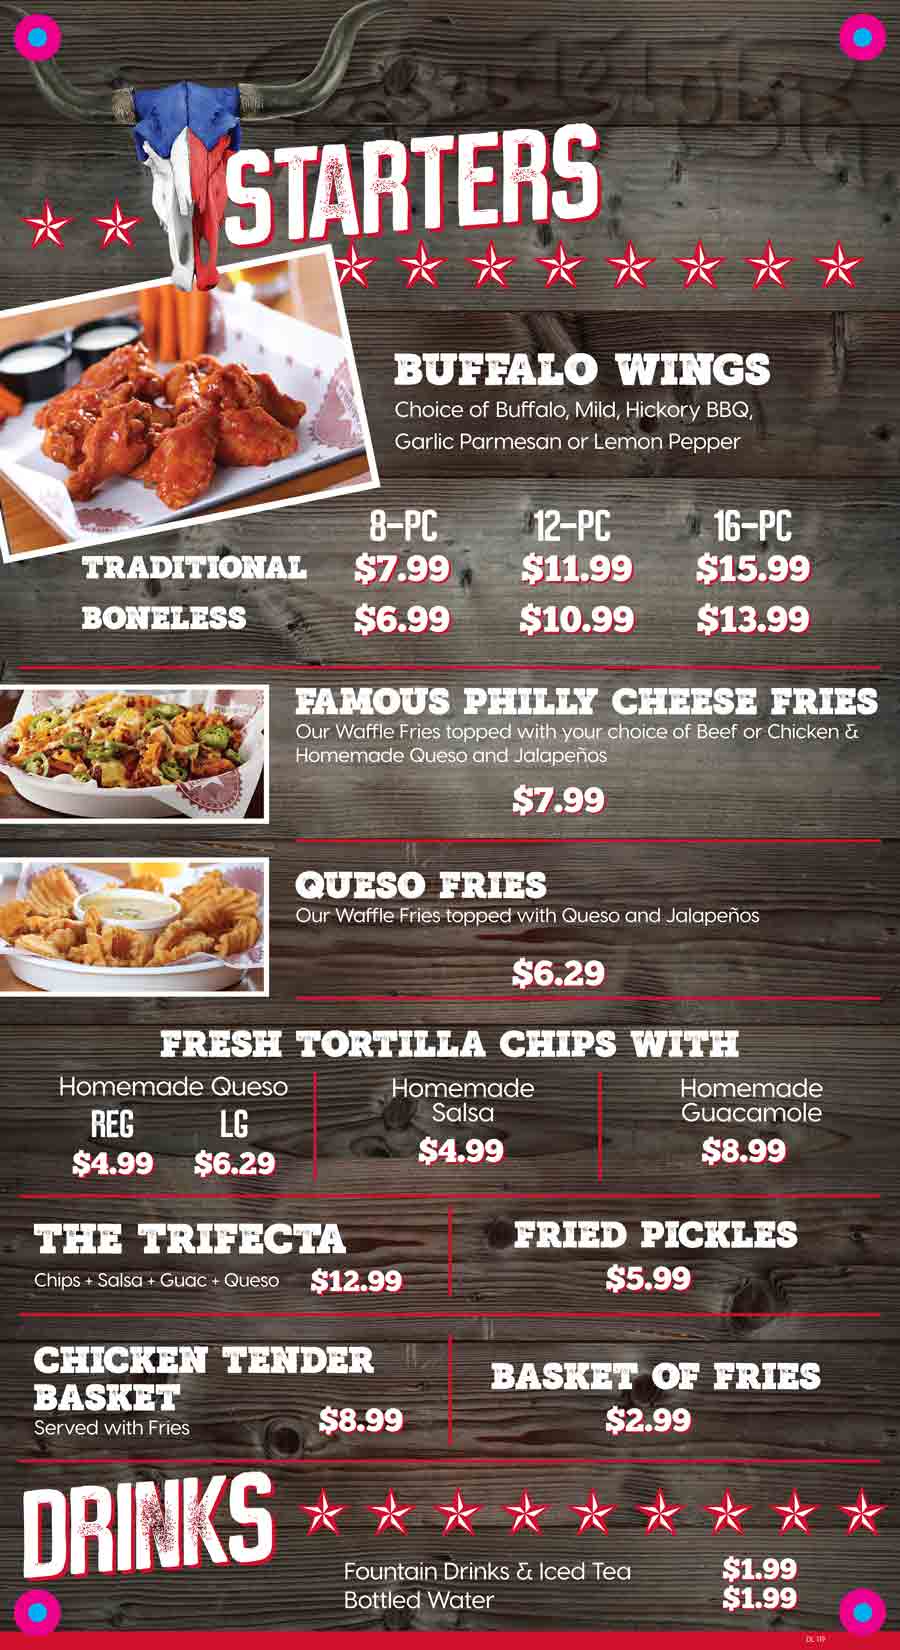 STARTERS
BUFFALO WINGS
Choice of Buffalo, Mild, Hickory BBQ,
Garlic Parmesan or Lemon Pepper
8-PC 12-PC 16-PC
TRADITIONAL $7.99 $11.99 $15.99
BONELESS $6.99 $10.99 $13.99
FAMOUS PHILLY CHEESE FRIES
Our Waffle Fries topped with your choice of Beef or Chicken &
Homemade Queso and Jalapeños
$7.99
QUESO FRIES
Our Waffle Fries topped with Queso and Jalapeños
$6.29
FRESH TORTILLA CHIPS WITH
Homemade Queso
REG LG
$4.99 $6.29
Homemade
Salsa
$4.99
Homemade
Guacamole
$8.99
THE TRIFECTA
Chips + Salsa + Guac + Queso $12.99
FRIED PICKLES
$5.99
CHICKEN TENDER
BASKET
Served with Fries $8.99
BASKET OF FRIES
$2.99
DRINKS
Fountain Drinks & Iced Tea $1.99
Bottled Water $1.99
DL 119